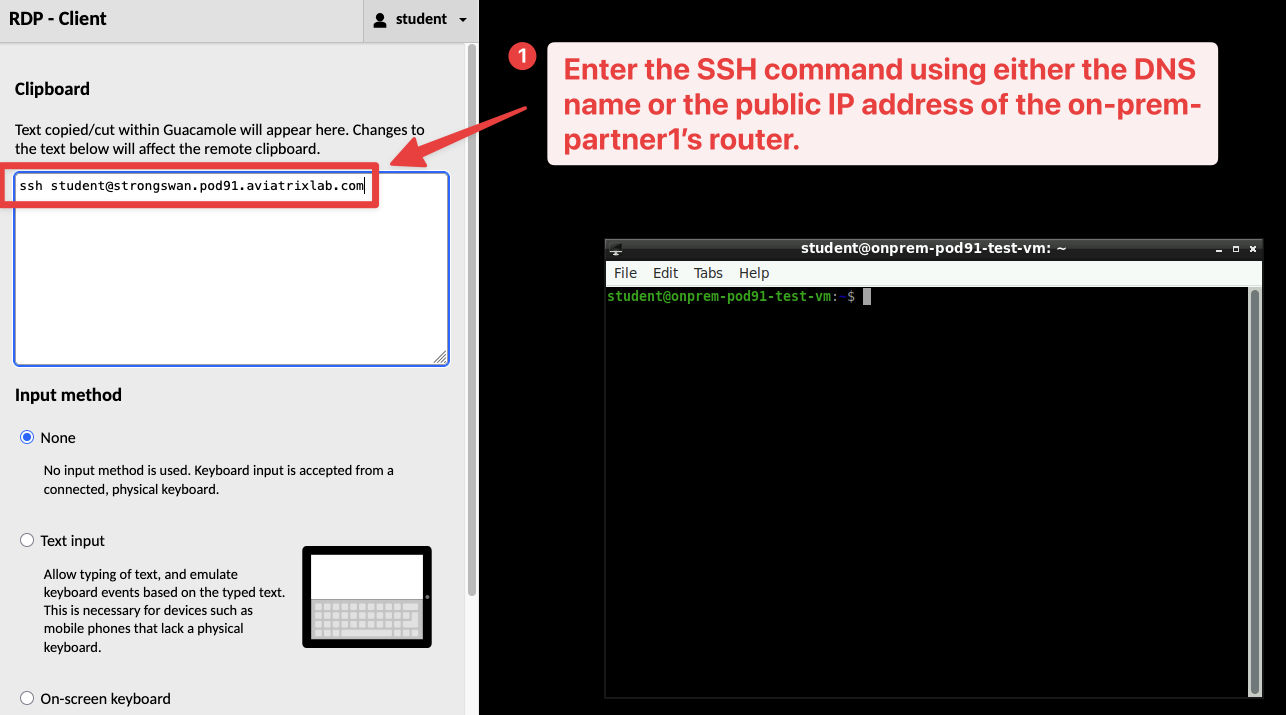 RDP - Client
student
Clipboard
Text copied/cut within Guacamole will appear here. Changes to
the text below will affect the remote clipboard.
ssh student@strongswan.pod91.aviatrixlab.com
Input method
None
No input method is used. Keyboard input is accepted from a
connected, physical keyboard.
Text input
Allow typing of text, and emulate
keyboard events based on the typed text.
This is necessary for devices such as
mobile phones that lack a physical
keyboard.
On-screen keyboard
1
Enter the SSH command using either the DNS
name or the public IP address of the on-prem-
partner1’s router.
student@onprem-pod91-test-vm: ~
File Edit Tabs Help
student@onprem-pod91-test-vm:~$